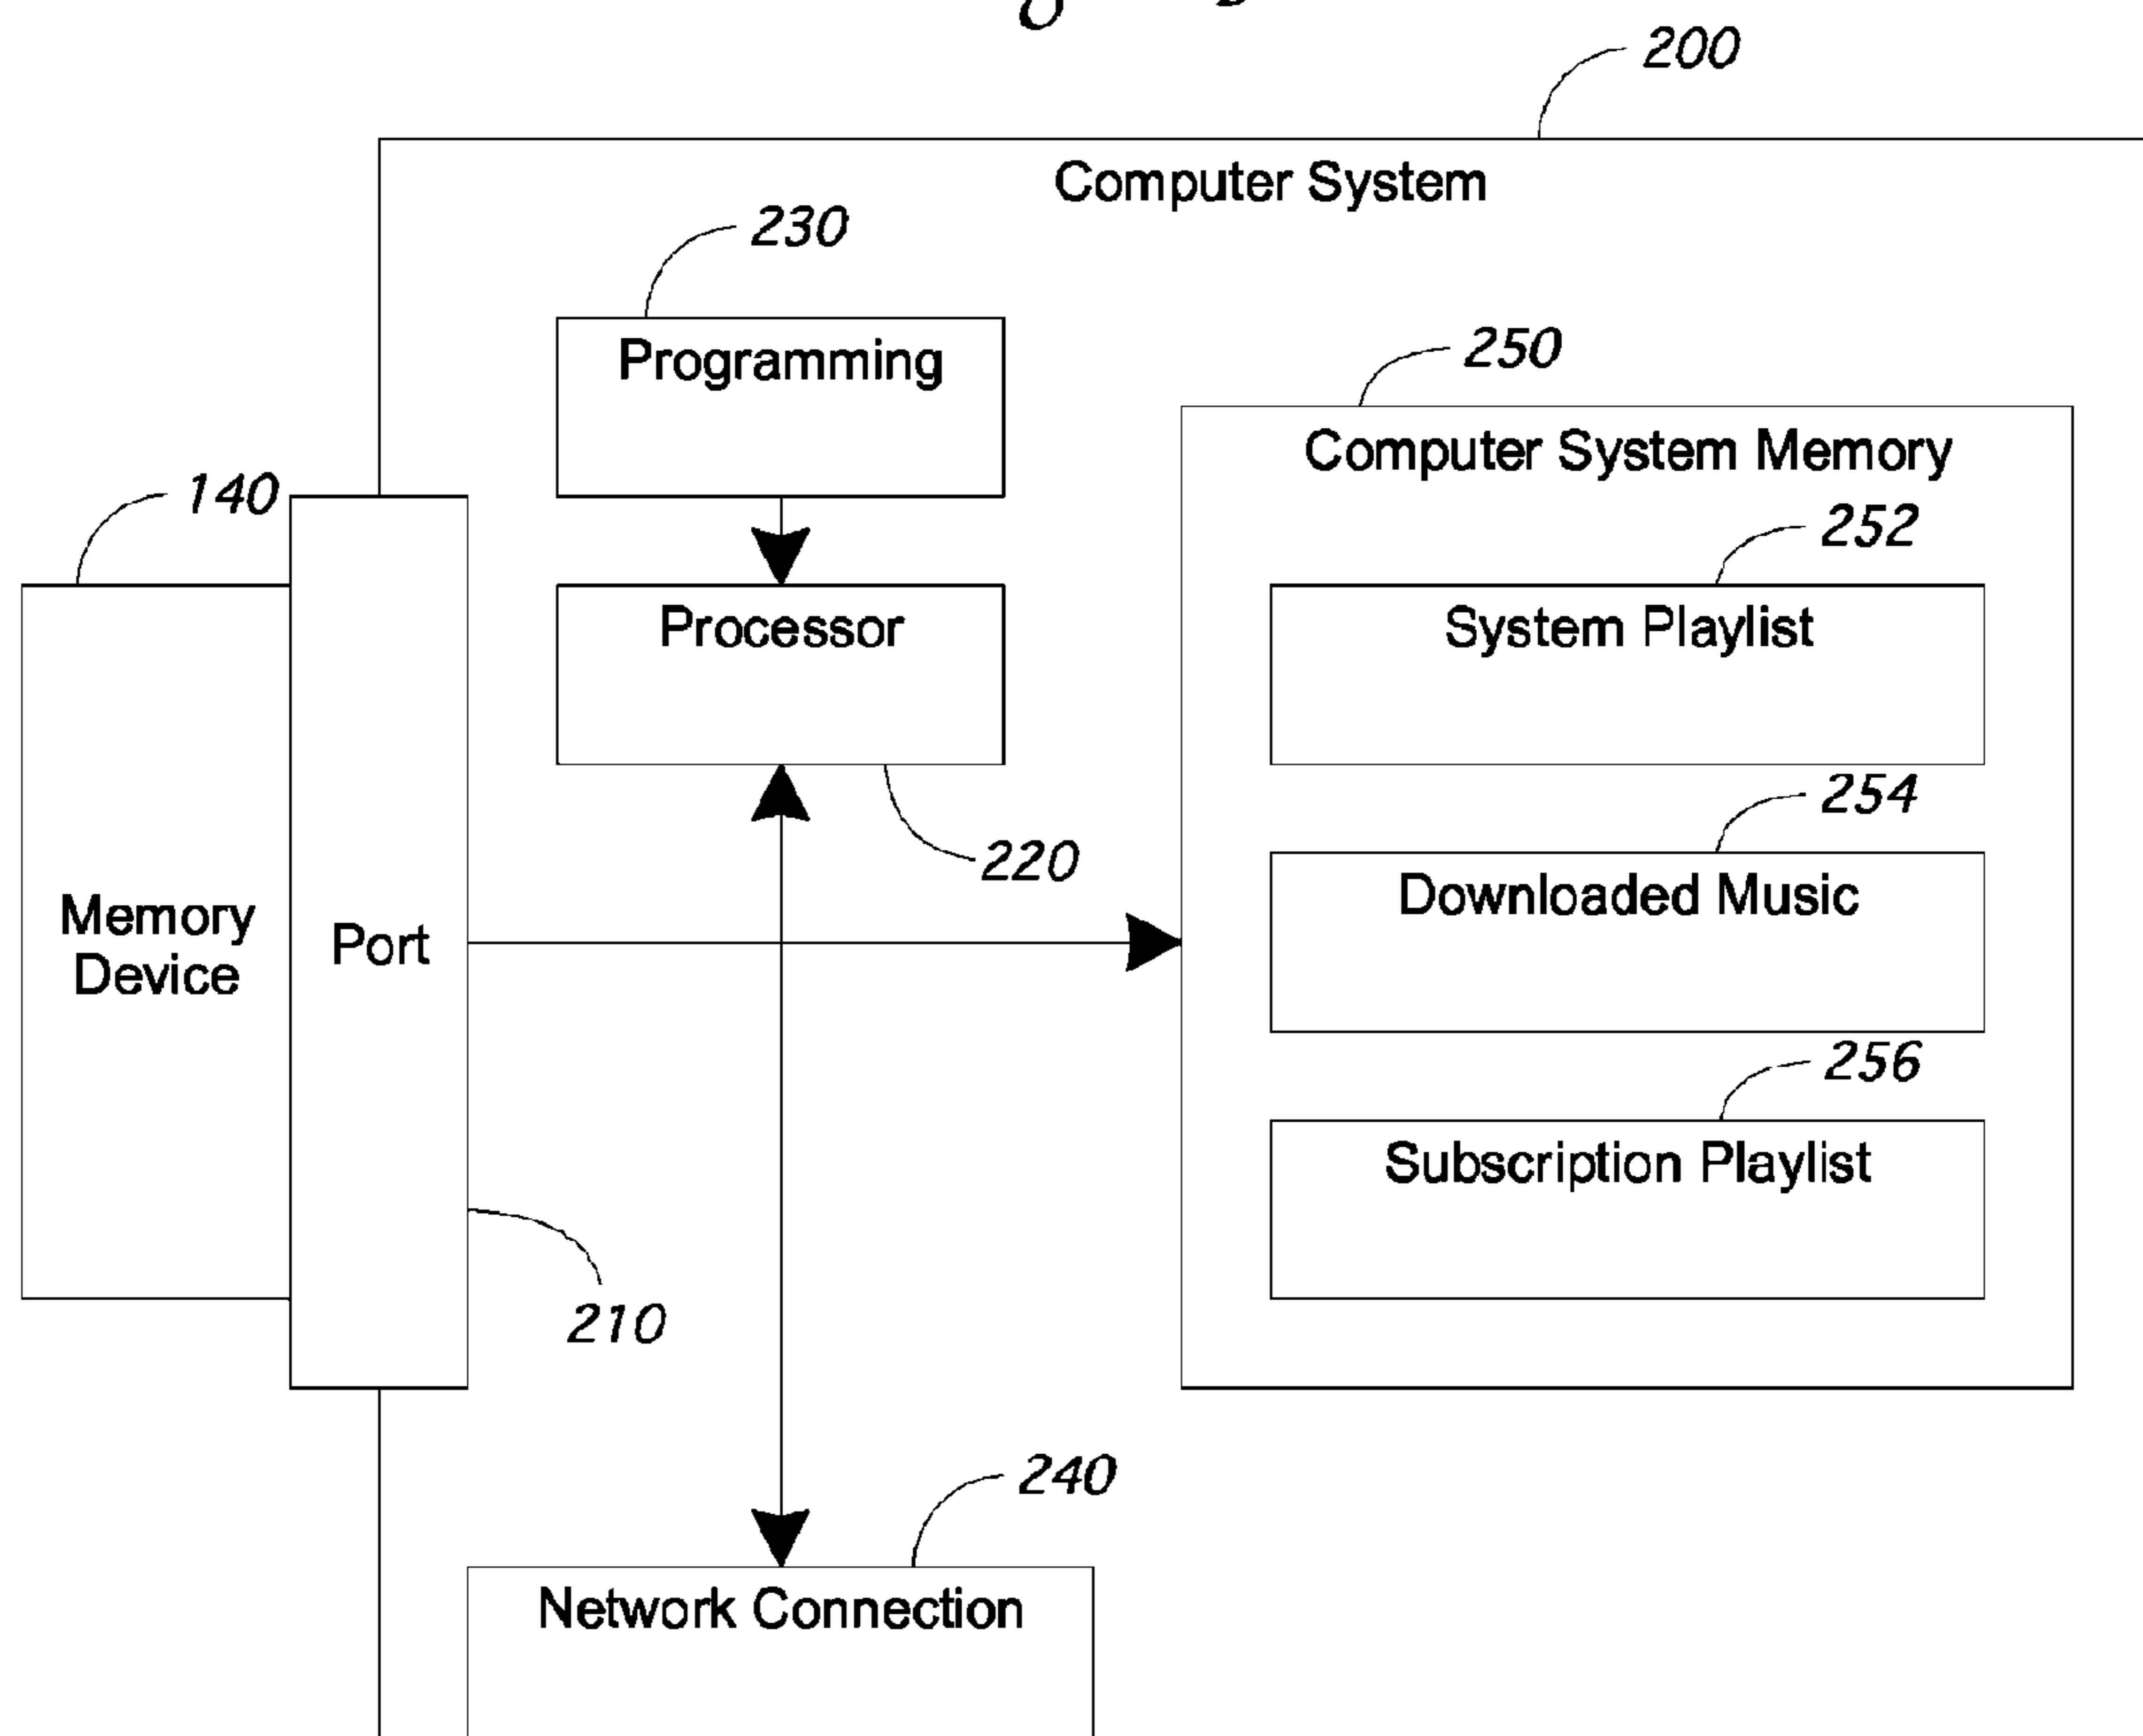 200
Computer System
230
Programming
250
Computer System Memory
140
252
Processor
System Playlist
254
220
Downloaded Music
Memory
Device
Port
256
Subscription Playlist
210
240
Network Connection